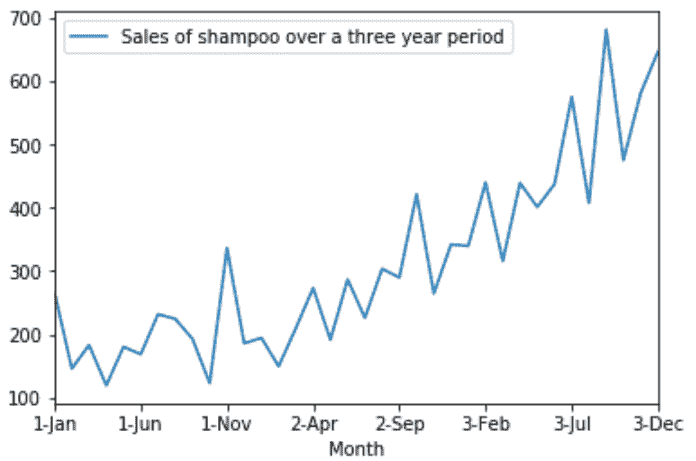 Sales of shampoo over a three year period
700
600
500
400
300
200
100
1-Jan 1-Jun 1-Nov 2-Apr 2-Sep 3-Feb 3-Jul 3-Dec
Month